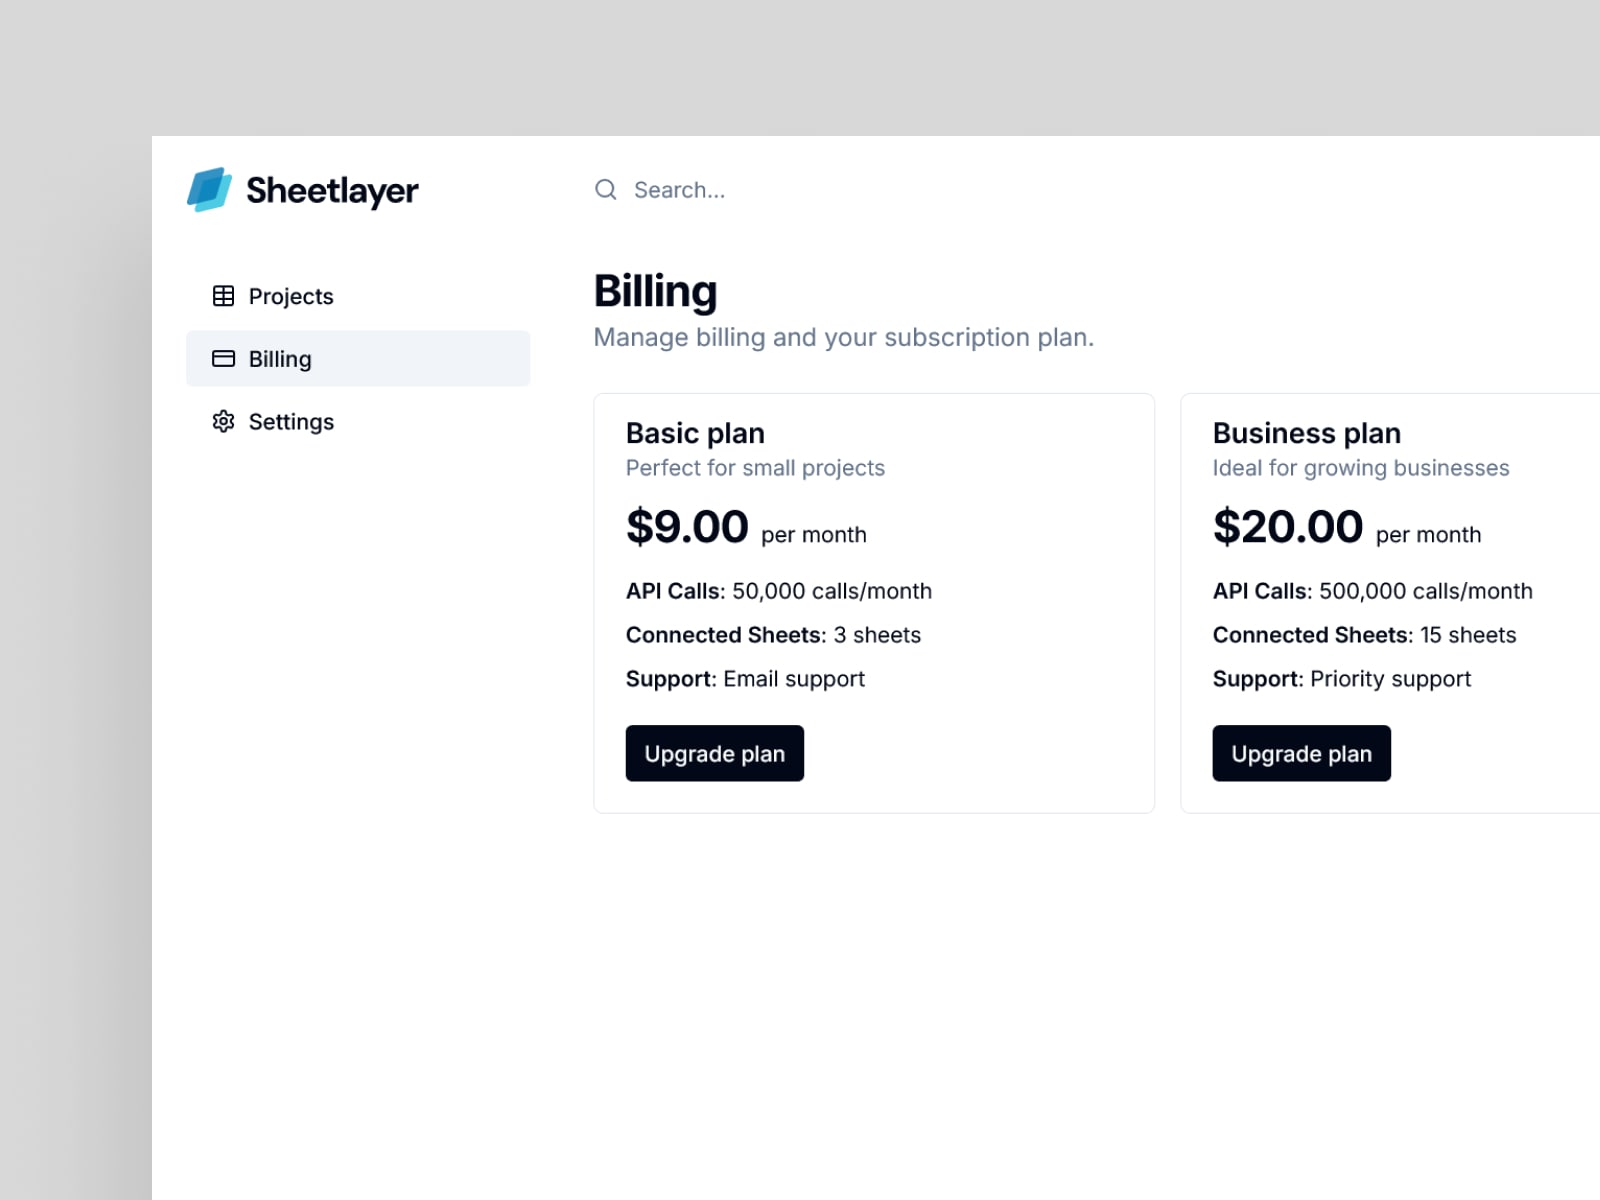 Sheetlayer
Search...
Projects
Billing
Settings
Billing
Manage billing and your subscription plan.
Basic plan
Perfect for small projects
$9.00 per month
API Calls: 50,000 calls/month
Connected Sheets: 3 sheets
Support: Email support
Upgrade plan
Business plan
Ideal for growing businesses
$20.00 per month
API Calls: 500,000 calls/month
Connected Sheets: 15 sheets
Support: Priority support
Upgrade plan